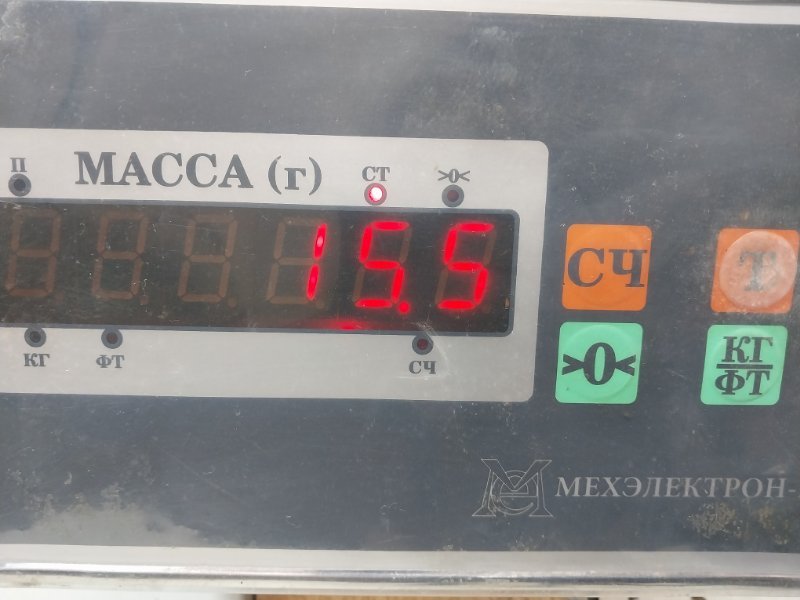 П
МАССА (г)
СТ
>0<
15.5
КГ
ФТ
СЧ
СЧ
Т
>0<
КГ
ФТ
МЕХЭЛЕКТРОН-